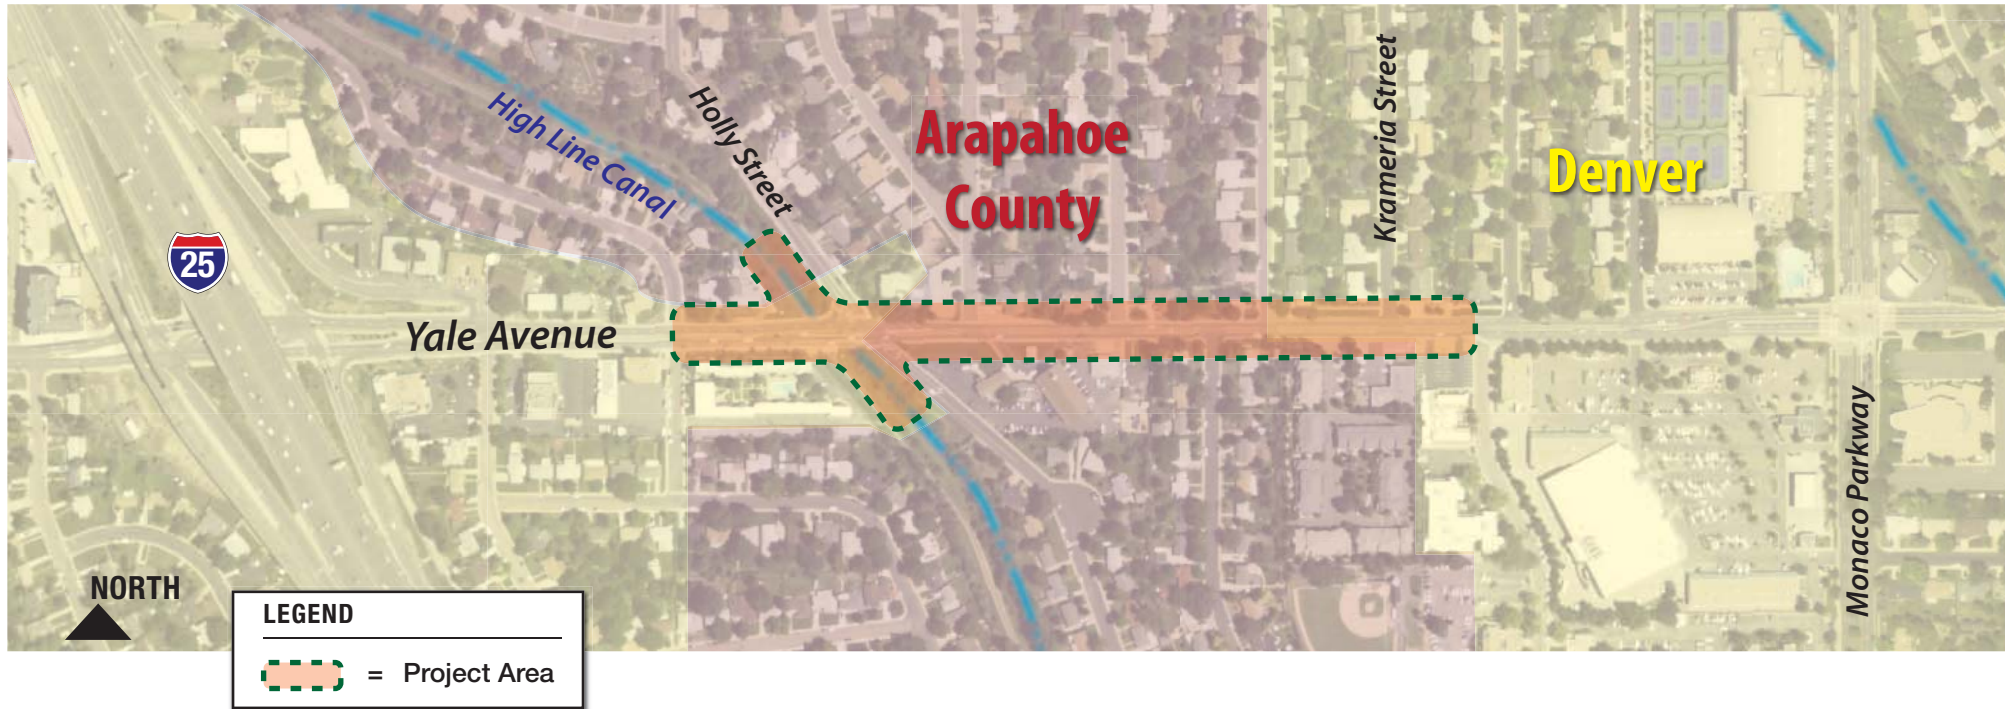 High Line Canal
Holly Street
Arapahoe
County
Krameria Street
Denver
25
Yale Avenue
Monaco Parkway
NORTH
LEGEND
= Project Area